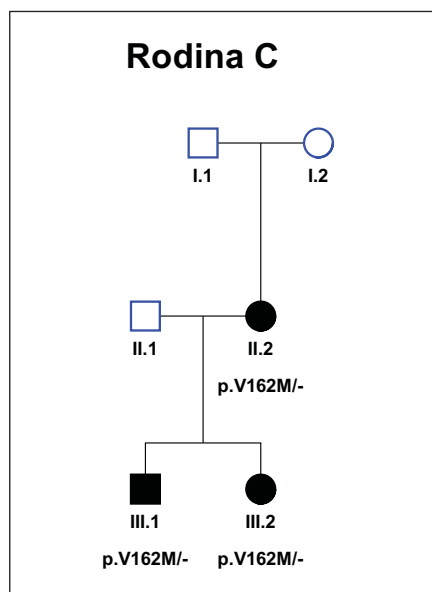 Rodina C
I.1 I.2
II.1 II.2
p.V162M/-
III.1 III.2
p.V162M/- p.V162M/-